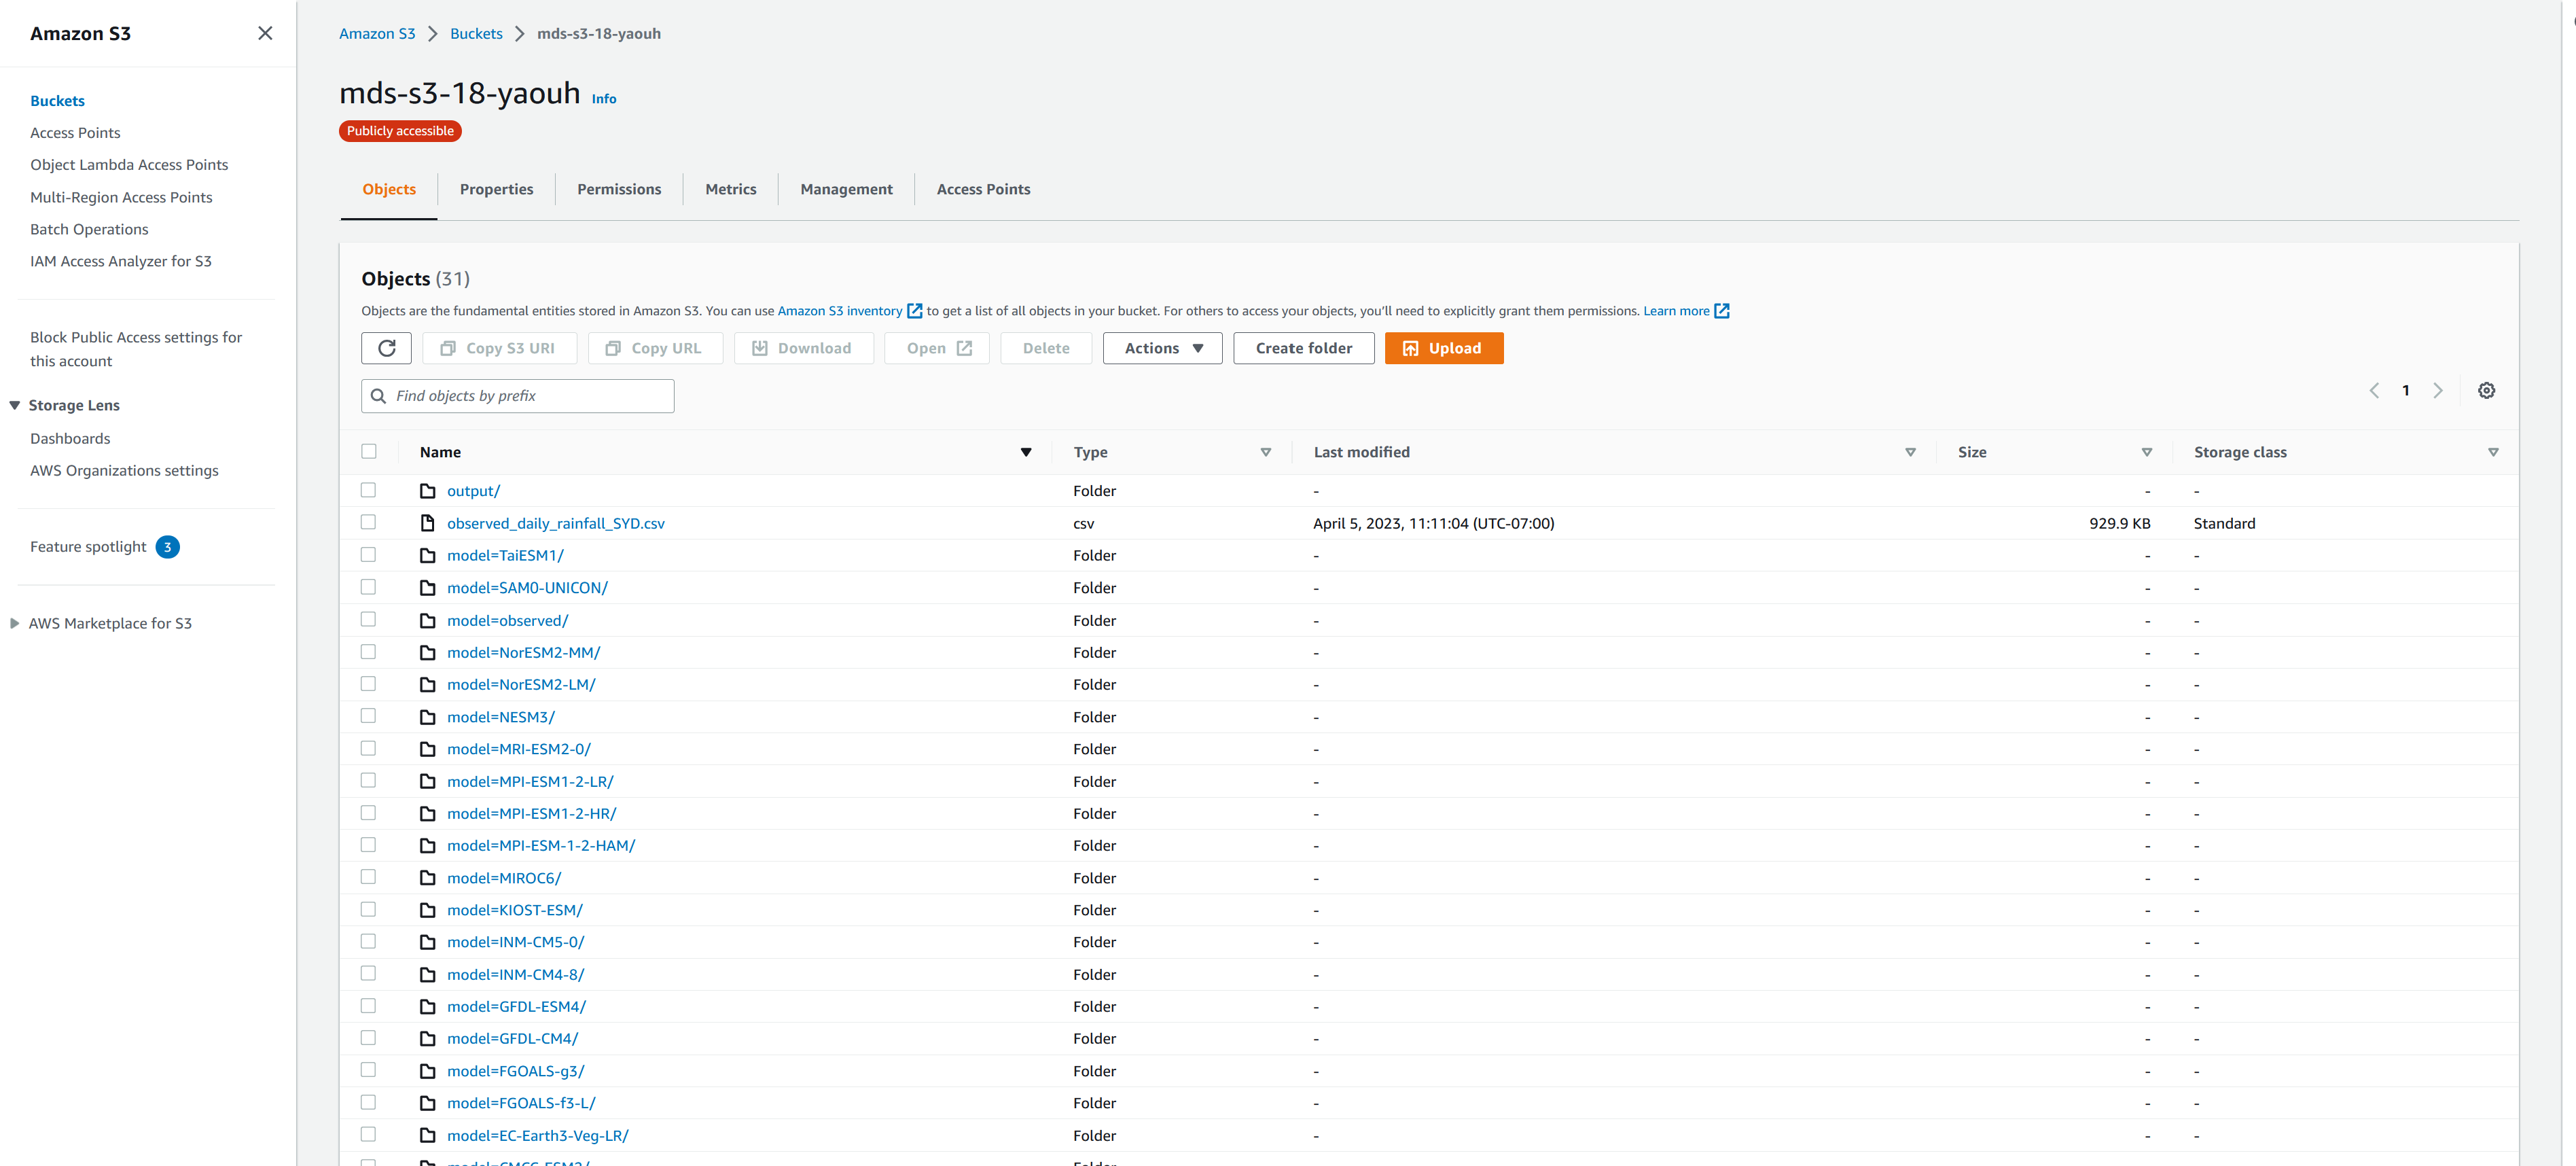 Amazon S3
Buckets
Access Points
Object Lambda Access Points
Multi-Region Access Points
Batch Operations
IAM Access Analyzer for S3
Block Public Access settings for
this account
Storage Lens
Dashboards
AWS Organizations settings
Feature spotlight 3
AWS Marketplace for S3
Amazon S3 Buckets mds-s3-18-yaouh
mds-s3-18-yaouh Info
Publicly accessible
Objects Properties Permissions Metrics Management Access Points
Objects (31)
Objects are the fundamental entities stored in Amazon S3. You can use Amazon S3 inventory to get a list of all objects in your bucket. For others to access your objects, you'll need to explicitly grant them permissions. Learn more
Copy S3 URI Copy URL Download Open Delete Actions Create folder Upload
Find objects by prefix
1
Name Type Last modified Size Storage class
output/ Folder - - -
observed_daily_rainfall_SYD.csv csv April 5, 2023, 11:11:04 (UTC-07:00) 929.9 KB Standard
model=TaiESM1/ Folder - - -
model=SAM0-UNICON/ Folder - - -
model=observed/ Folder - - -
model=NorESM2-MM/ Folder - - -
model=NorESM2-LM/ Folder - - -
model=NESM3/ Folder - - -
model=MRI-ESM2-0/ Folder - - -
model=MPI-ESM1-2-LR/ Folder - - -
model=MPI-ESM1-2-HR/ Folder - - -
model=MPI-ESM-1-2-HAM/ Folder - - -
model=MIROC6/ Folder - - -
model=KIOST-ESM/ Folder - - -
model=INM-CM5-0/ Folder - - -
model=INM-CM4-8/ Folder - - -
model=GFDL-ESM4/ Folder - - -
model=GFDL-CM4/ Folder - - -
model=FGOALS-g3/ Folder - - -
model=FGOALS-f3-L/ Folder - - -
model=EC-Earth3-Veg-LR/ Folder - - -